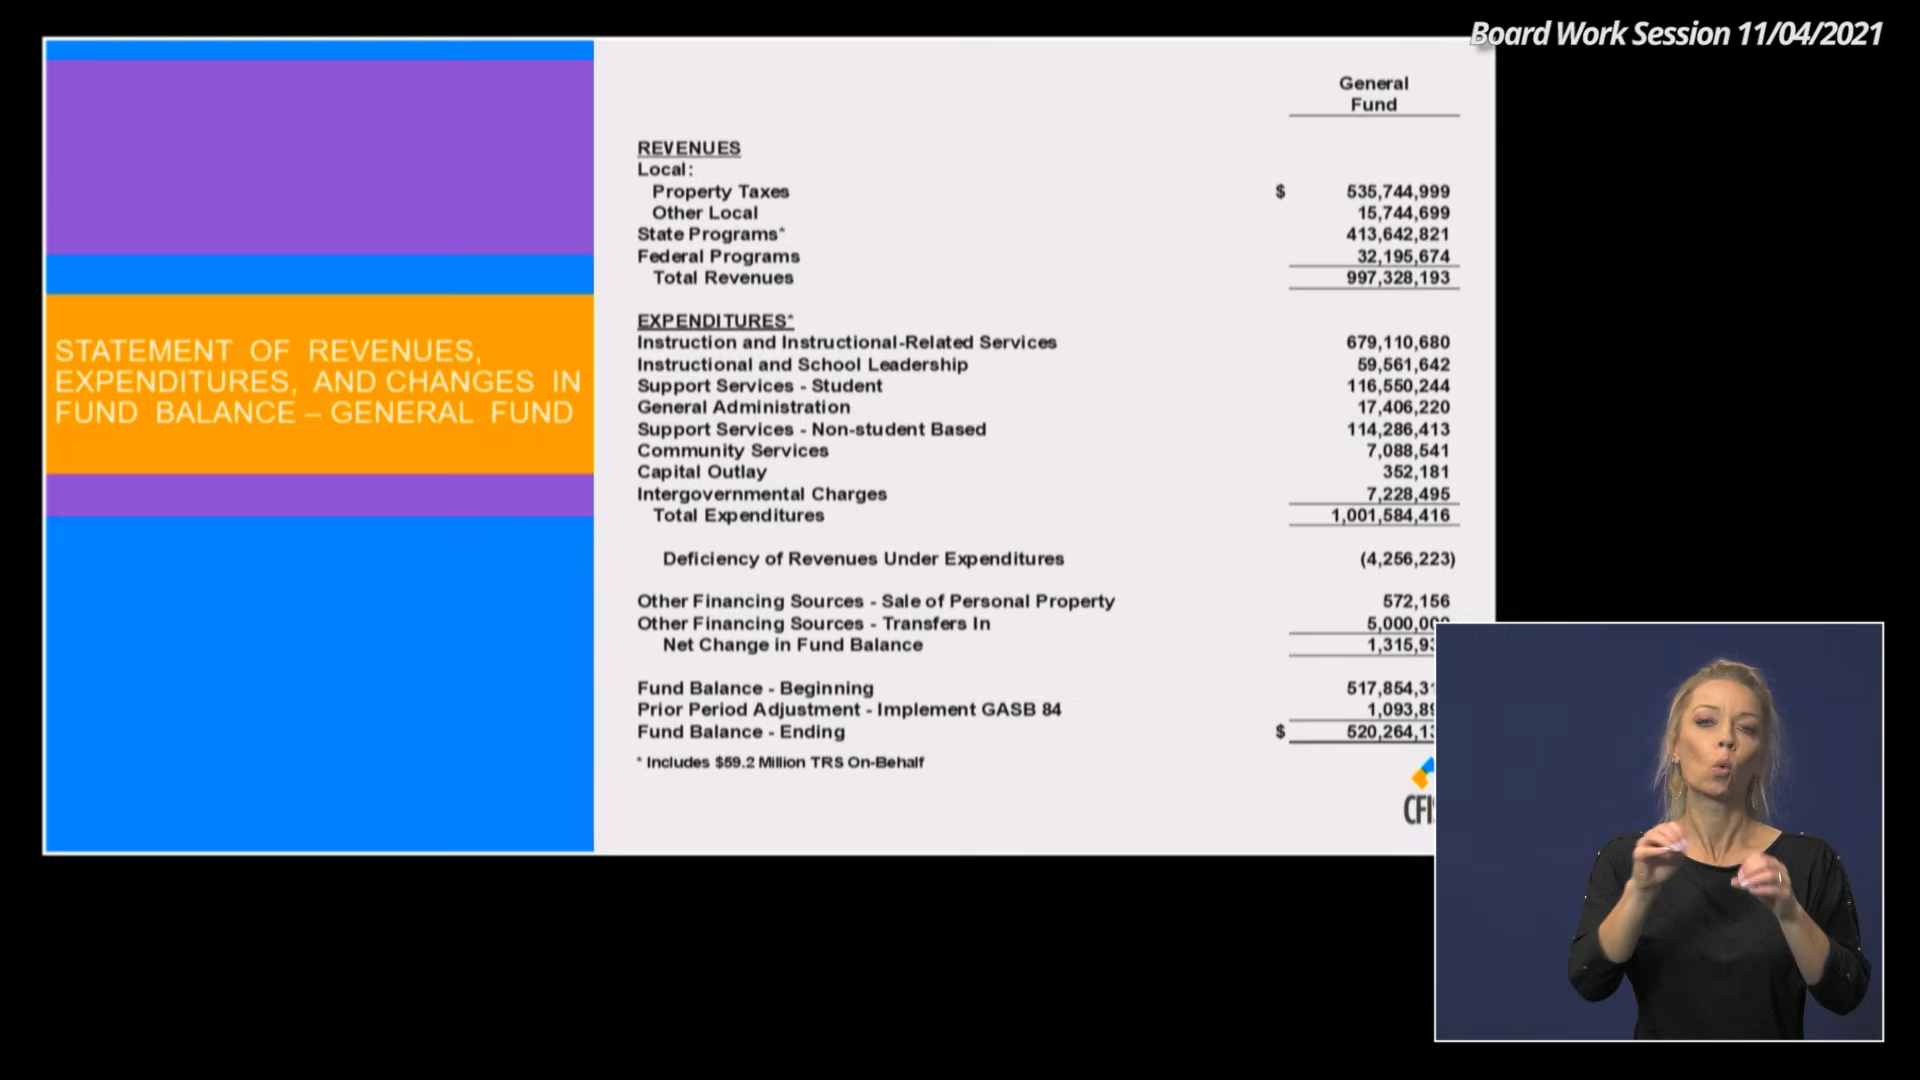 Board Work Session 11/04/2021
STATEMENT OF REVENUES,
EXPENDITURES, AND CHANGES IN
FUND BALANCE – GENERAL FUND
General
Fund
REVENUES
Local:
Property Taxes $ 535,744,999
Other Local 15,744,699
State Programs* 413,642,821
Federal Programs 32,195,674
Total Revenues 997,328,193
EXPENDITURES*
Instruction and Instructional-Related Services 679,110,680
Instructional and School Leadership 59,561,642
Support Services - Student 116,550,244
General Administration 17,406,220
Support Services - Non-student Based 114,286,413
Community Services 7,088,541
Capital Outlay 352,181
Intergovernmental Charges 7,228,495
Total Expenditures 1,001,584,416
Deficiency of Revenues Under Expenditures (4,256,223)
Other Financing Sources - Sale of Personal Property 572,156
Other Financing Sources - Transfers In 5,000,000
Net Change in Fund Balance
Fund Balance - Beginning
Prior Period Adjustment - Implement GASB 84
Fund Balance - Ending $
* Includes $59.2 Million TRS On-Behalf